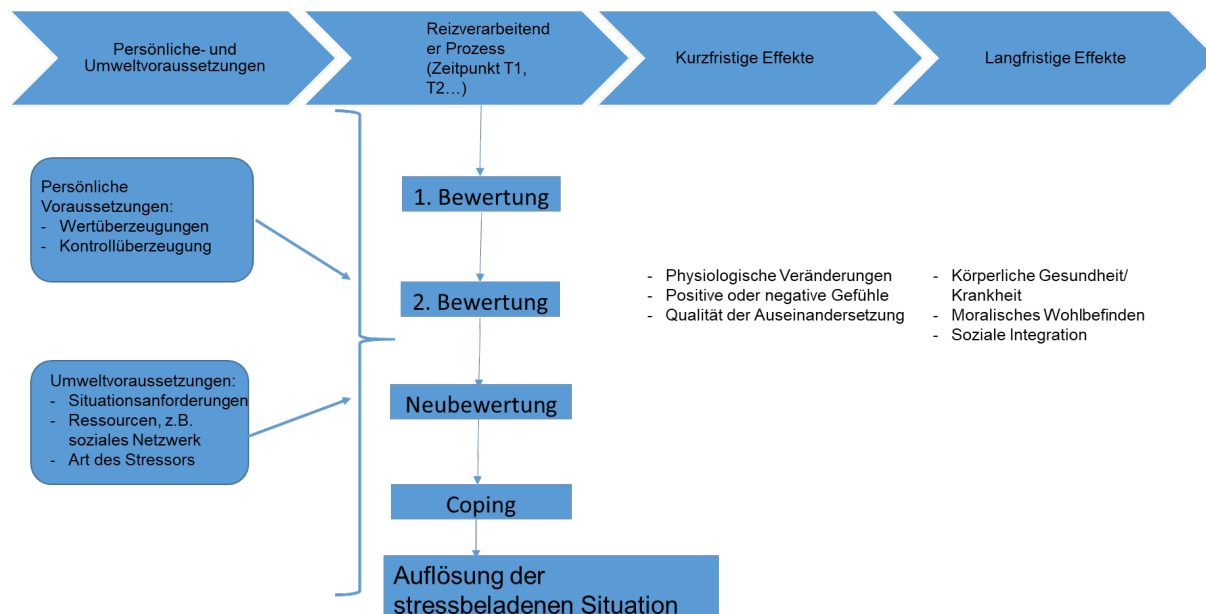 Persönliche- und
Umweltvoraussetzungen
Reizverarbeitend
er Prozess
(Zeitpunkt T1,
T2…)
Kurzfristige Effekte
Langfristige Effekte
Persönliche
Voraussetzungen:
- Wertüberzeugungen
- Kontrollüberzeugung
Umweltvoraussetzungen:
- Situationsanforderungen
- Ressourcen, z.B.
soziales Netzwerk
- Art des Stressors
1. Bewertung
2. Bewertung
Neubewertung
Coping
Auflösung der
stressbeladenen Situation
- Physiologische Veränderungen
- Positive oder negative Gefühle
- Qualität der Auseinandersetzung
- Körperliche Gesundheit/
Krankheit
- Moralisches Wohlbefinden
- Soziale Integration